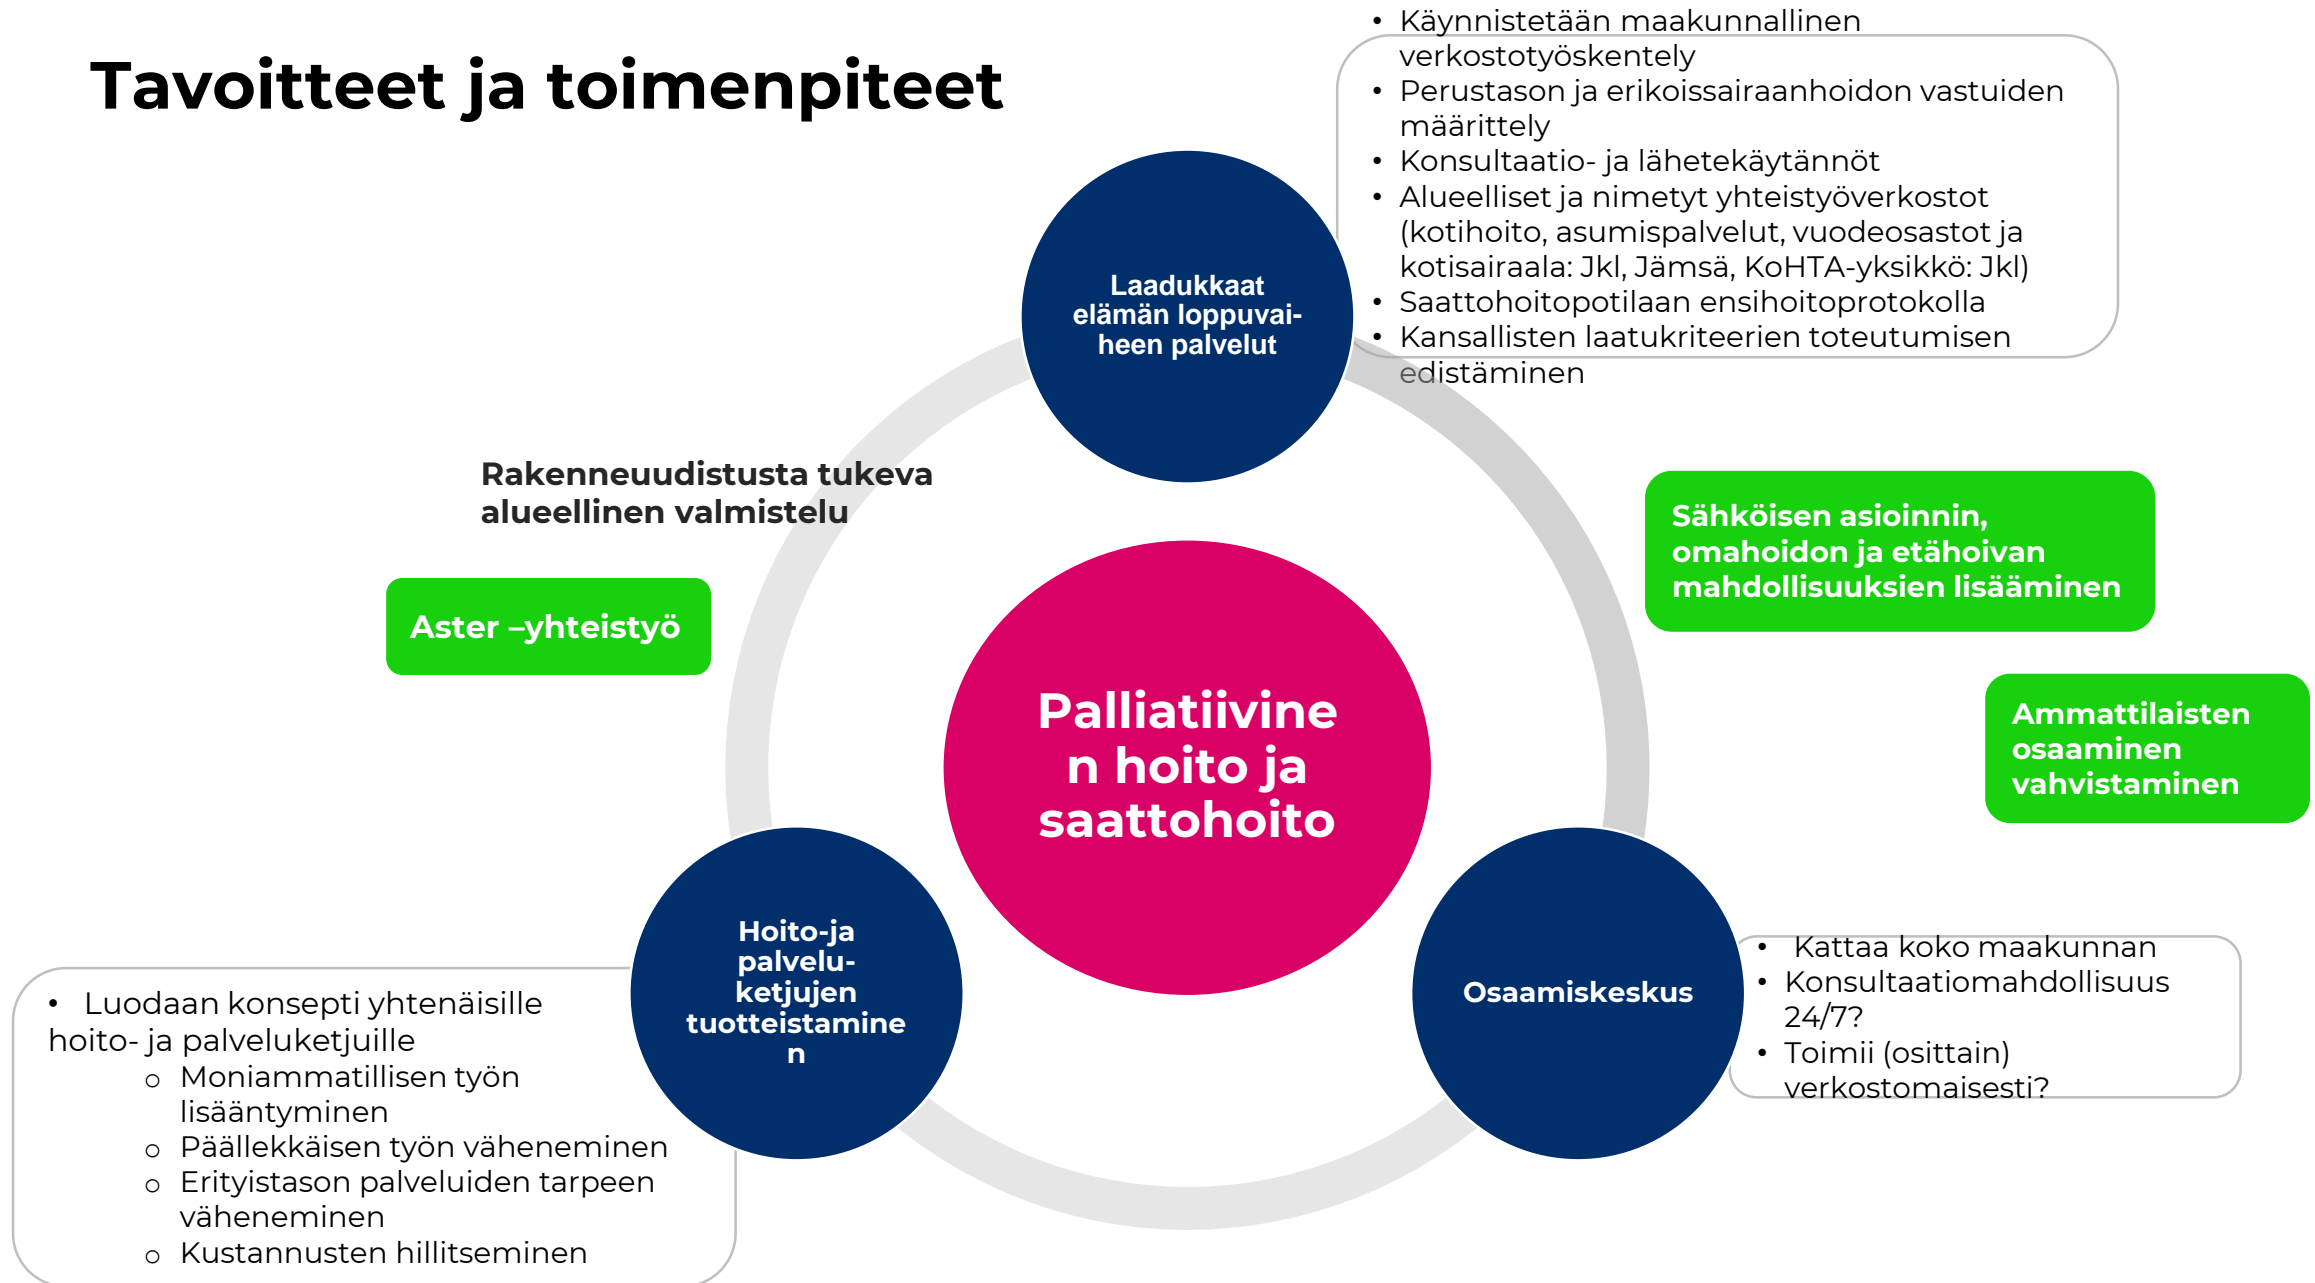 Tavoitteet ja toimenpiteet
• Käynnistetään maakunnallinen
verkostotyöskentely
• Perustason ja erikoissairaanhoidon vastuiden
määrittely
• Konsultaatio- ja lähetekäytännöt
• Alueelliset ja nimetyt yhteistyöverkostot
(kotihoito, asumispalvelut, vuodeosastot ja
kotisairaala: Jkl, Jämsä, KoHTA-yksikkö: Jkl)
• Saattohoitopotilaan ensihoitoprotokolla
• Kansallisten laatukriteerien toteutumisen
edistäminen
Laadukkaat
elämän loppuvai-
heen palvelut
Rakenneuudistusta tukeva
alueellinen valmistelu
Aster –yhteistyö
Sähköisen asioinnin,
omahoidon ja etähoivan
mahdollisuuksien lisääminen
Ammattilaisten
osaaminen
vahvistaminen
Palliatiivine
n hoito ja
saattohoito
Hoito-ja
palvelu-
ketjujen
tuotteistamine
n
Osaamiskeskus
• Kattaa koko maakunnan
• Konsultaatiomahdollisuus
24/7?
• Toimii (osittain)
verkostomaisesti?
• Luodaan konsepti yhtenäisille
hoito- ja palveluketjuille
o Moniammatillisen työn
lisääntyminen
o Päällekkäisen työn väheneminen
o Erityistason palveluiden tarpeen
väheneminen
o Kustannusten hillitseminen